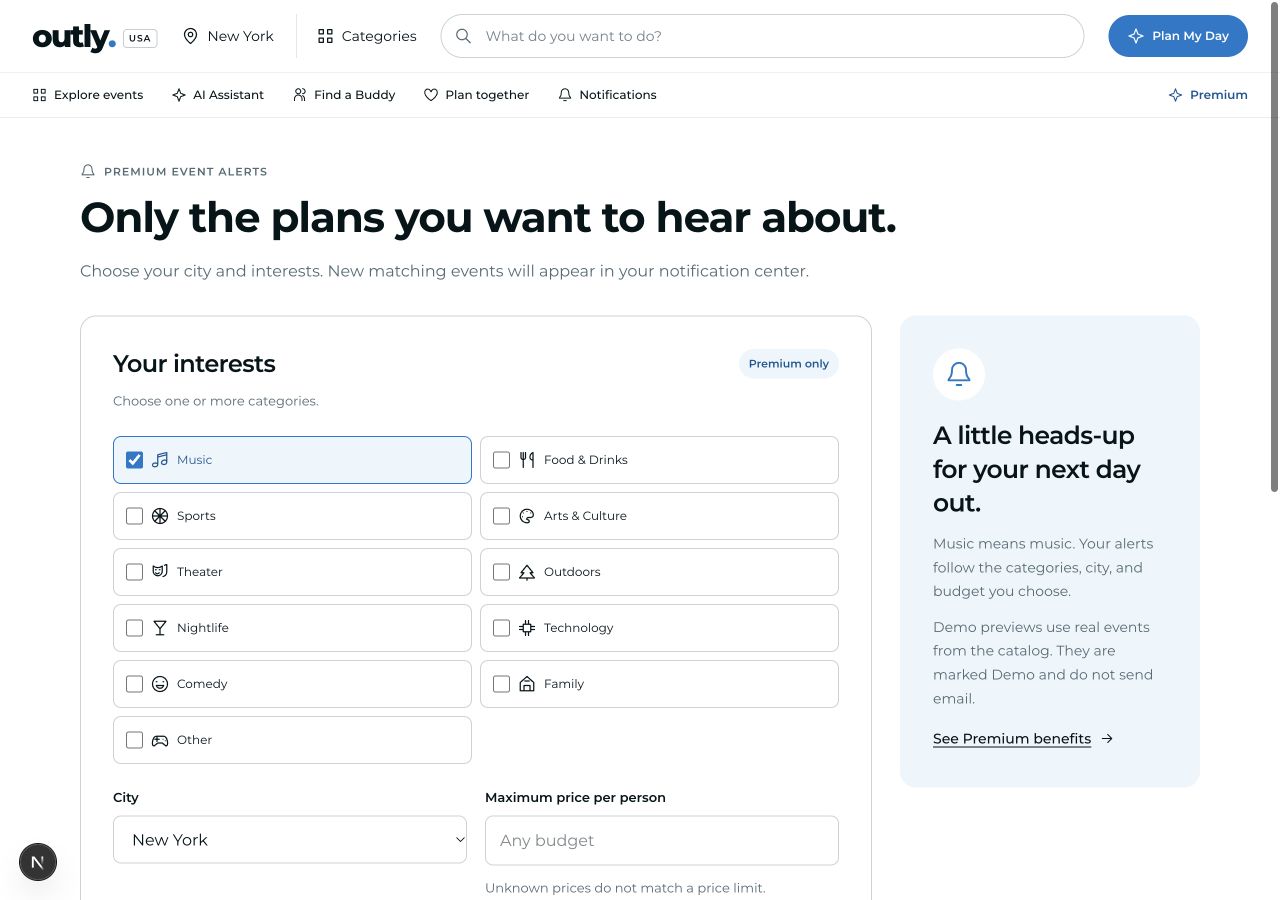 outly.
USA
New York
Categories
What do you want to do?
Plan My Day
Explore events
AI Assistant
Find a Buddy
Plan together
Notifications
Premium
PREMIUM EVENT ALERTS
Only the plans you want to hear about.
Choose your city and interests. New matching events will appear in your notification center.
Your interests
Premium only
Choose one or more categories.
Music
Food & Drinks
Sports
Arts & Culture
Theater
Outdoors
Nightlife
Technology
Comedy
Family
Other
City
Maximum price per person
New York
Any budget
Unknown prices do not match a price limit.
A little heads-up
for your next day
out.
Music means music. Your alerts
follow the categories, city, and
budget you choose.
Demo previews use real events
from the catalog. They are
marked Demo and do not send
email.
See Premium benefits
N